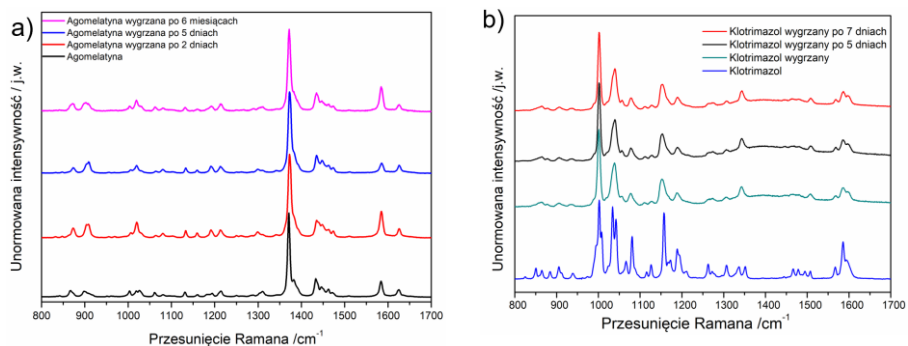 a)
Agomelatyna wygrzana po 6 miesiącach
Agomelatyna wygrzana po 5 dniach
Agomelatyna wygrzana po 2 dniach
Agomelatyna
Unormowana intensywność / j.w.
800 900 1000 1100 1200 1300 1400 1500 1600 1700
Przesunięcie Ramana /cm⁻¹
b)
Klotrimazol wygrzany po 7 dniach
Klotrimazol wygrzany po 5 dniach
Klotrimazol wygrzany
Klotrimazol
Unormowana intensywność /j.w.
800 900 1000 1100 1200 1300 1400 1500 1600 1700
Przesunięcie Ramana /cm⁻¹